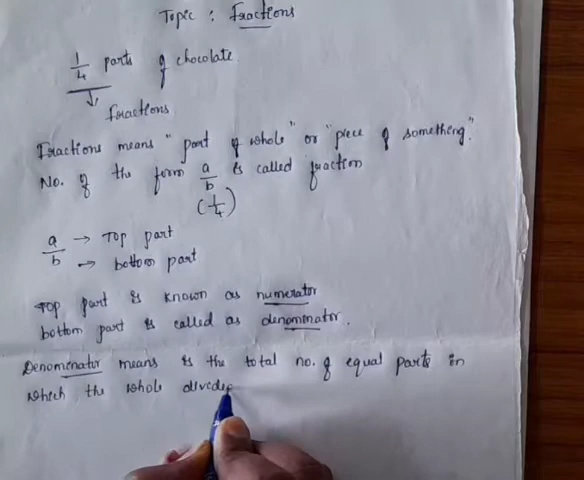 Topic : Fractions
1/4 parts of chocolate
↓
fractions
Fractions means "part of whole" or "piece of something".
No. of the form a/b is called fraction
(1/4)
a → Top part
b → bottom part
Top part is known as numerator
bottom part is called as denominator.
Denominator means is the total no. of equal parts in
which the whole divide